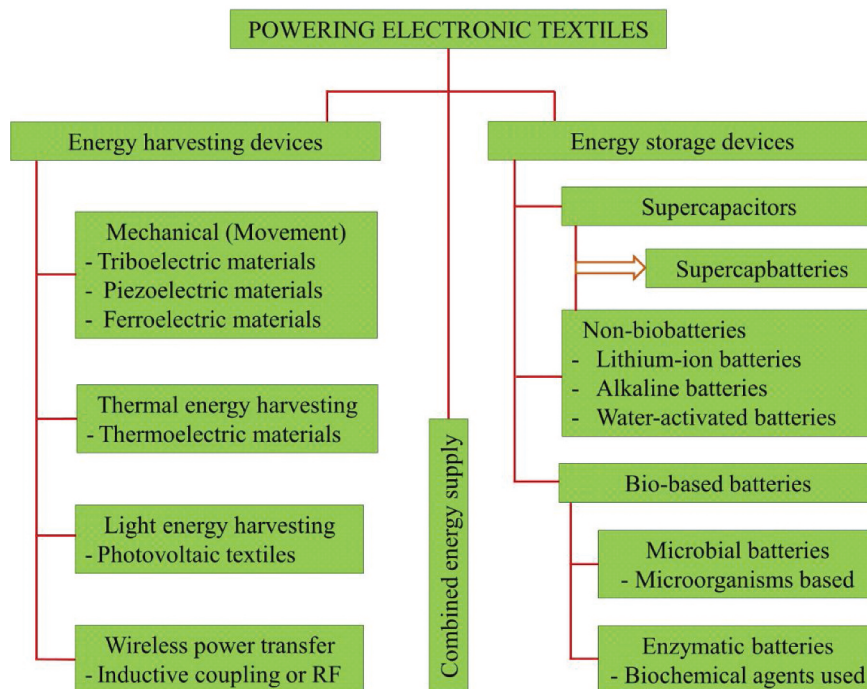 POWERING ELECTRONIC TEXTILES
Energy harvesting devices
Mechanical (Movement)
- Triboelectric materials
- Piezoelectric materials
- Ferroelectric materials
Thermal energy harvesting
- Thermoelectric materials
Light energy harvesting
- Photovoltaic textiles
Wireless power transfer
- Inductive coupling or RF
Combined energy supply
Energy storage devices
Supercapacitors
Supercapbatteries
Non-biobatteries
- Lithium-ion batteries
- Alkaline batteries
- Water-activated batteries
Bio-based batteries
Microbial batteries
- Microorganisms based
Enzymatic batteries
- Biochemical agents used